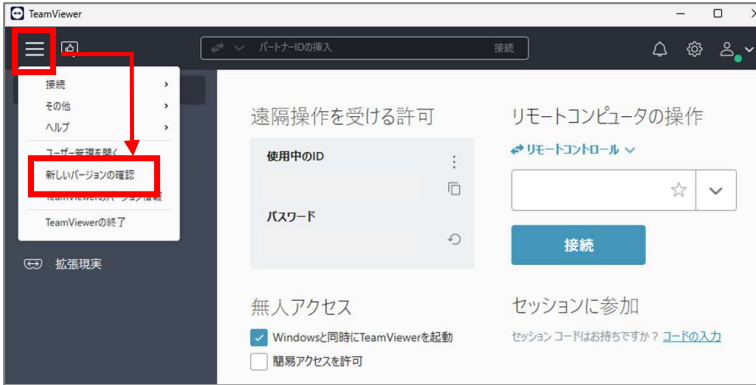 TeamViewer
パートナーIDの挿入
接続
接続
その他
ヘルプ
ユーザー管理を開く
新しいバージョンの確認
TeamViewerのバージョン情報
TeamViewerの終了
拡張現実
遠隔操作を受ける許可
使用中のID
パスワード
無人アクセス
Windowsと同時にTeamViewerを起動
簡易アクセスを許可
リモートコンピュータの操作
リモートコントロール
接続
セッションに参加
セッション コードはお持ちですか？ コードの入力